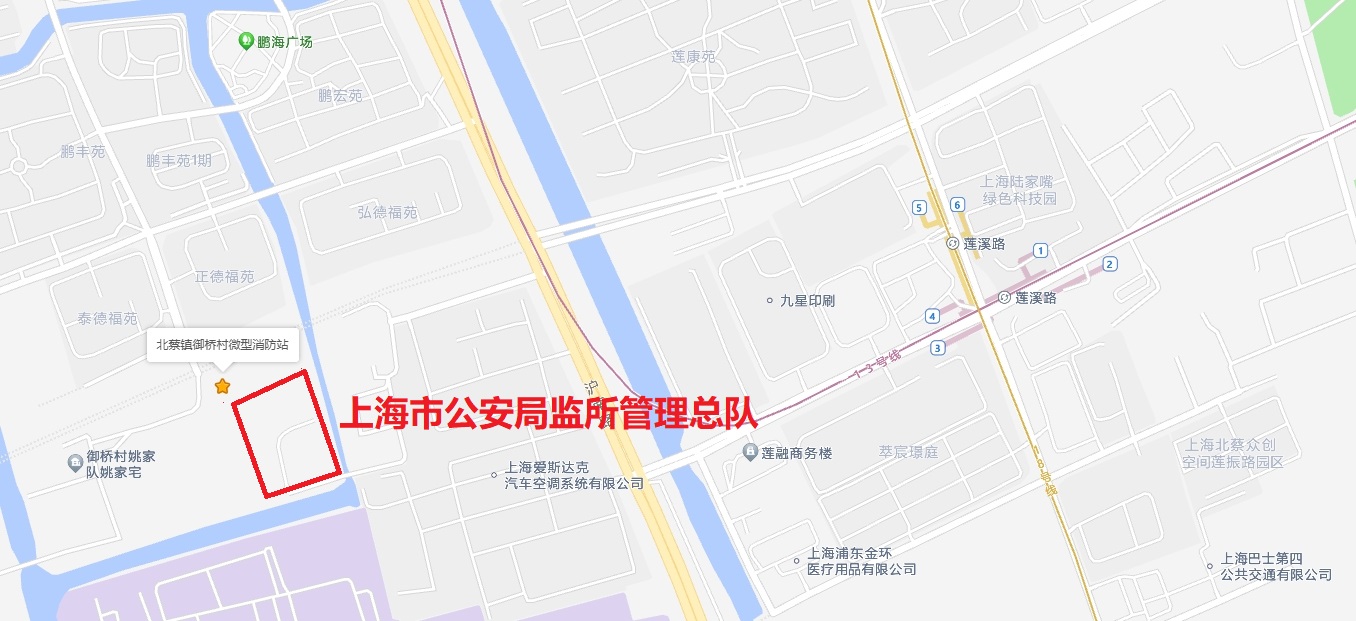 鹏海广场
莲康苑
鹏宏苑
鹏丰苑
鹏丰苑1期
上海陆家嘴
绿色科技园
弘德福苑
5
6
莲溪路
1
2
正德福苑
莲溪路
九星印刷
泰德福苑
4
北蔡镇御桥村微型消防站
3
13号线
沪
上海市公安局监所管理总队
御桥村姚家
队姚家宅
莲融商务楼
萃宸璟庭
上海北蔡众创
空间莲振路园区
上海爱斯达克
汽车空调系统有限公司
18号线
上海浦东金环
医疗用品有限公司
上海巴士第四
公共交通有限公司